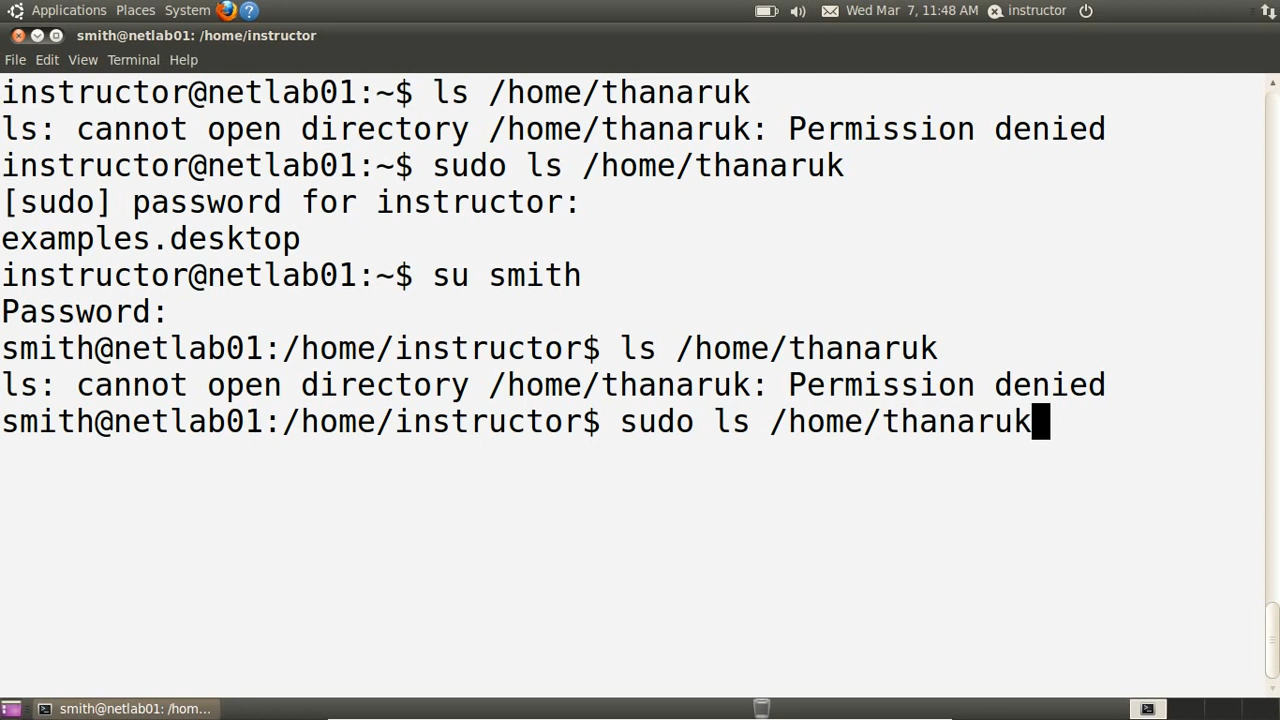 Applications Places System Wed Mar 7, 11:48 AM instructor
smith@netlab01: /home/instructor
File Edit View Terminal Help
instructor@netlab01:~$ ls /home/thanaruk
ls: cannot open directory /home/thanaruk: Permission denied
instructor@netlab01:~$ sudo ls /home/thanaruk
[sudo] password for instructor:
examples.desktop
instructor@netlab01:~$ su smith
Password:
smith@netlab01:/home/instructor$ ls /home/thanaruk
ls: cannot open directory /home/thanaruk: Permission denied
smith@netlab01:/home/instructor$ sudo ls /home/thanaruk
smith@netlab01: /hom...